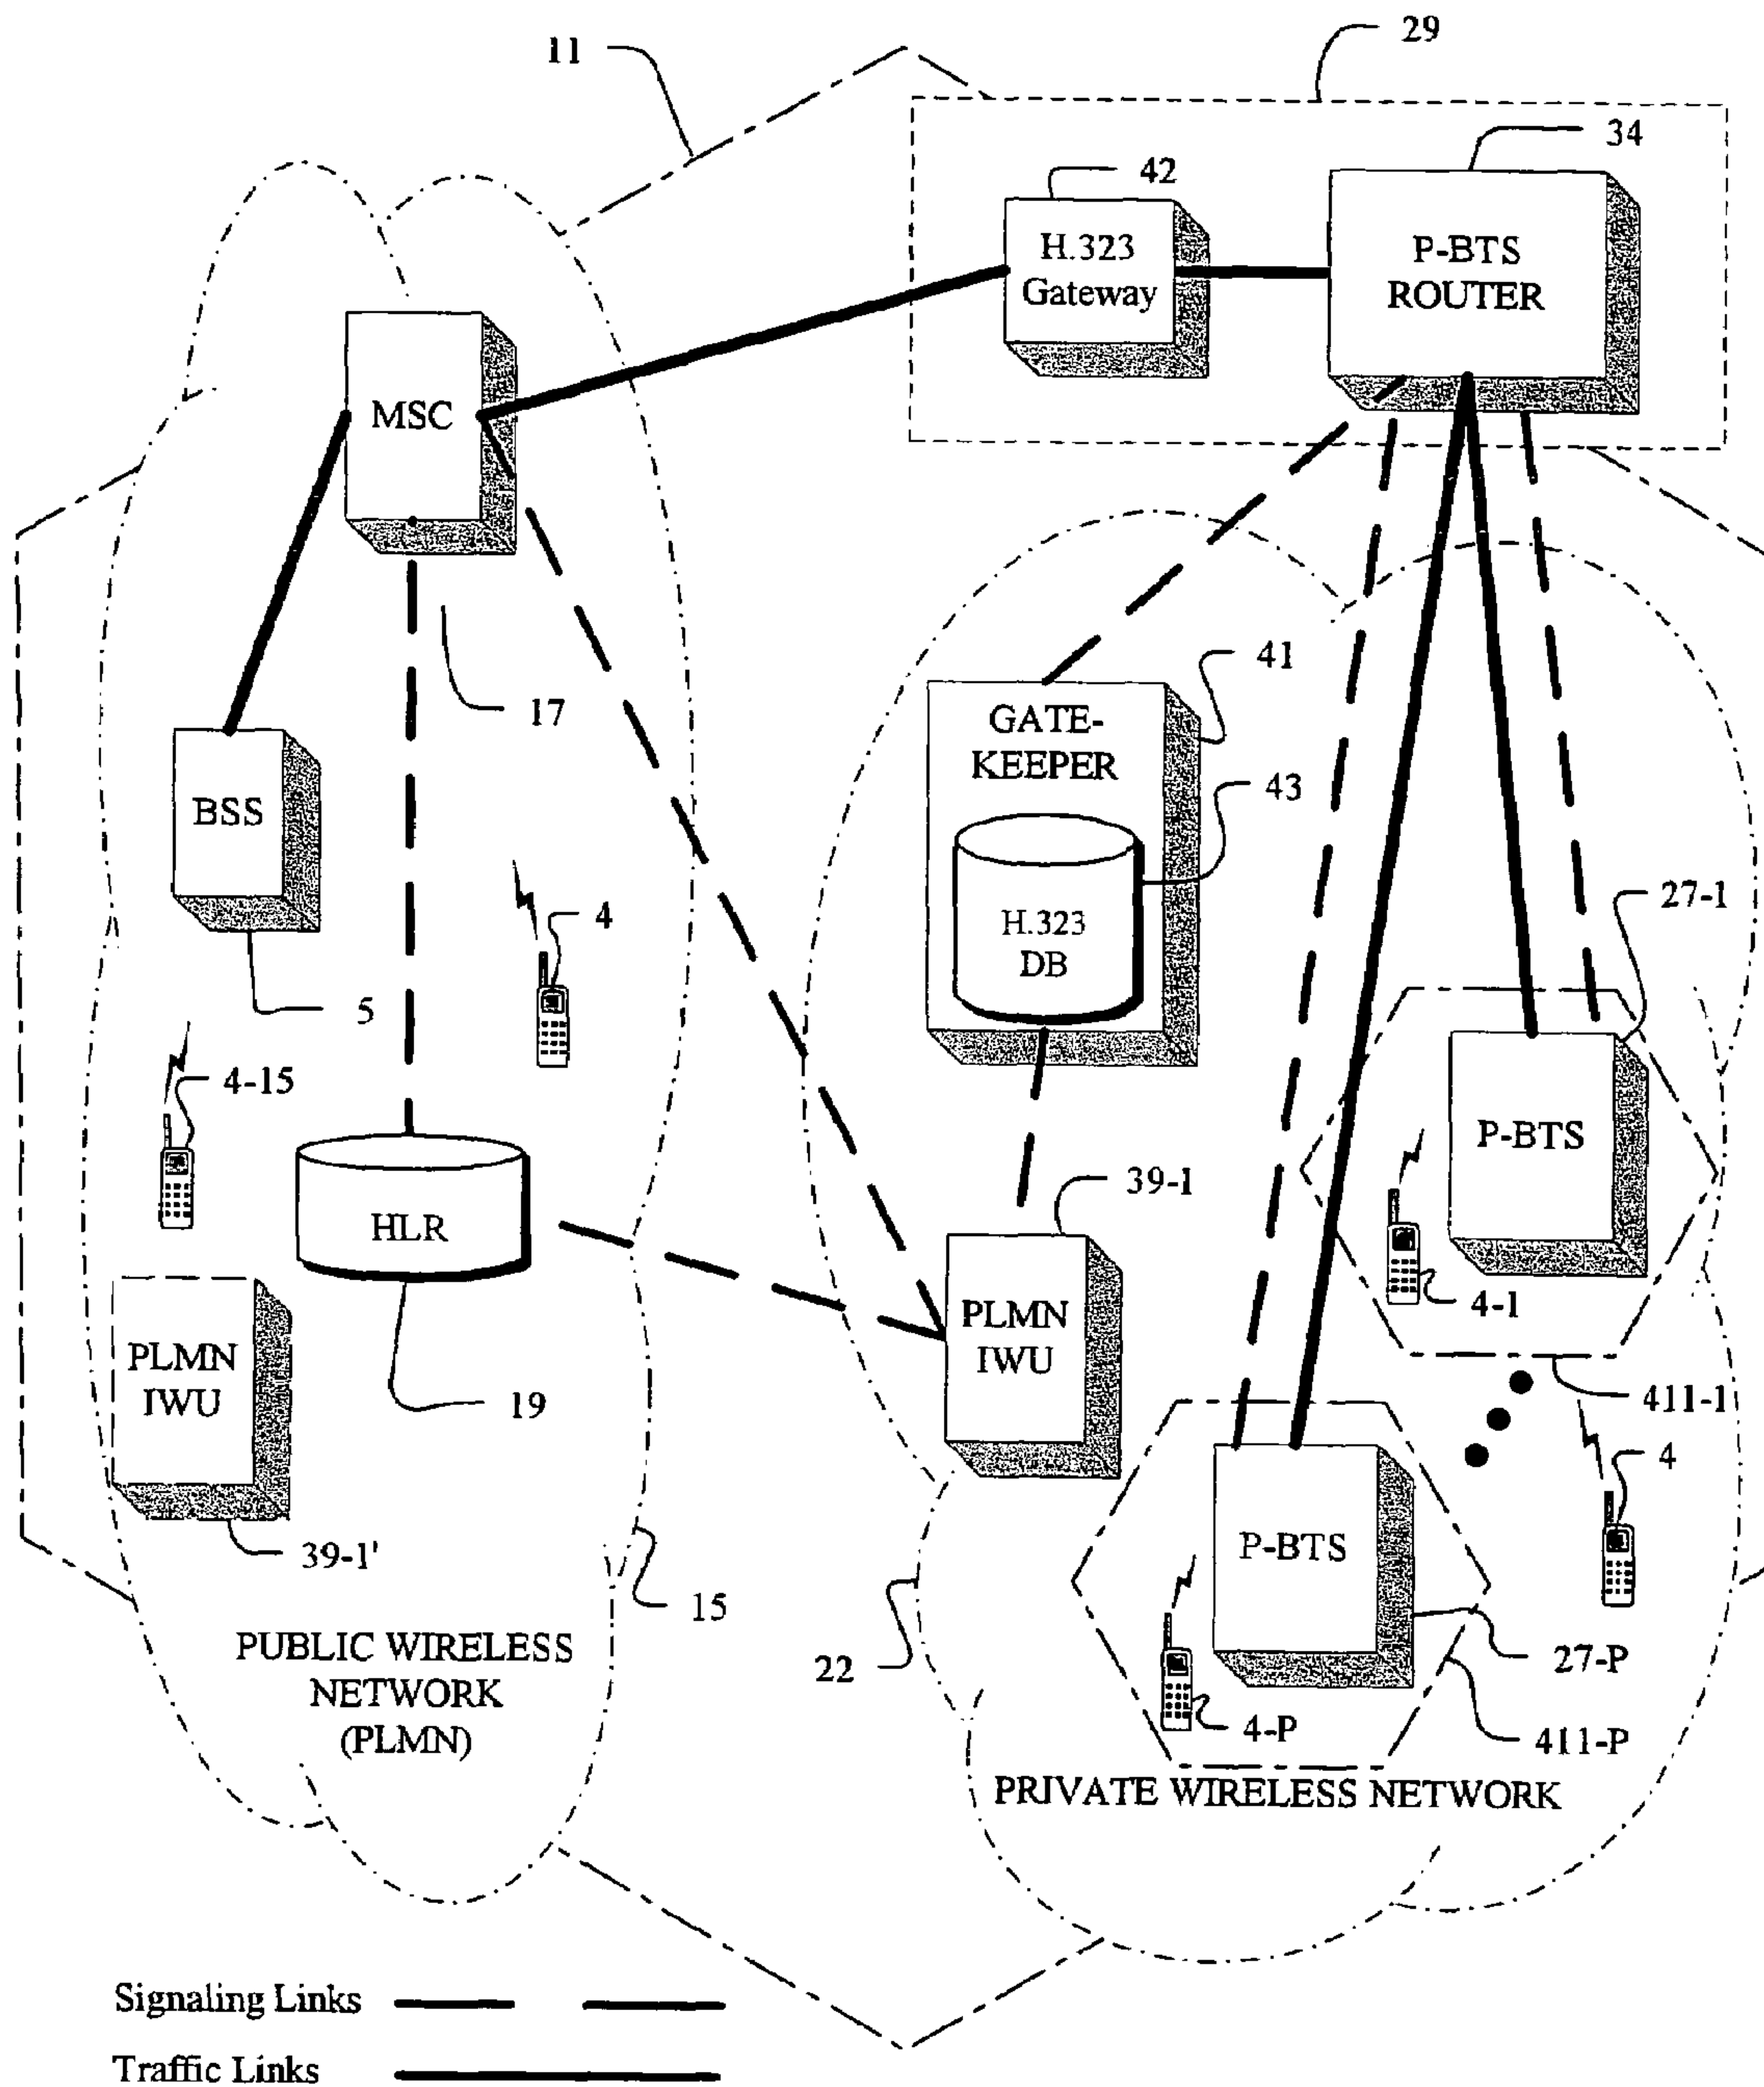 11
29
34
42
H.323
Gateway
P-BTS
ROUTER
MSC
41
17
GATE-
KEEPER
43
BSS
H.323
DB
27-1
4
5
4-15
P-BTS
39-1
HLR
4-1
PLMN
IWU
PLMN
IWU
19
411-1
4
P-BTS
39-1'
15
PUBLIC WIRELESS
NETWORK
(PLMN)
22
27-P
4-P
411-P
PRIVATE WIRELESS NETWORK
Signaling Links
Traffic Links